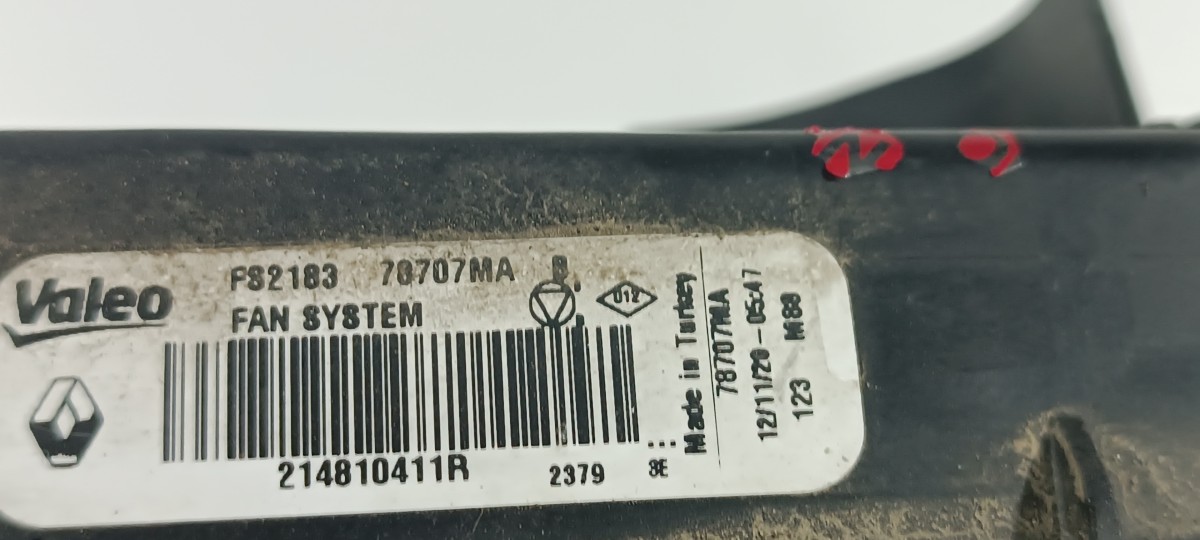 Valeo
FS2183 78707MA
FAN SYSTEM
B
012
214810411R
2379
3E
Made in Turkey
78707MA
12/11/20-05:47
123 M88